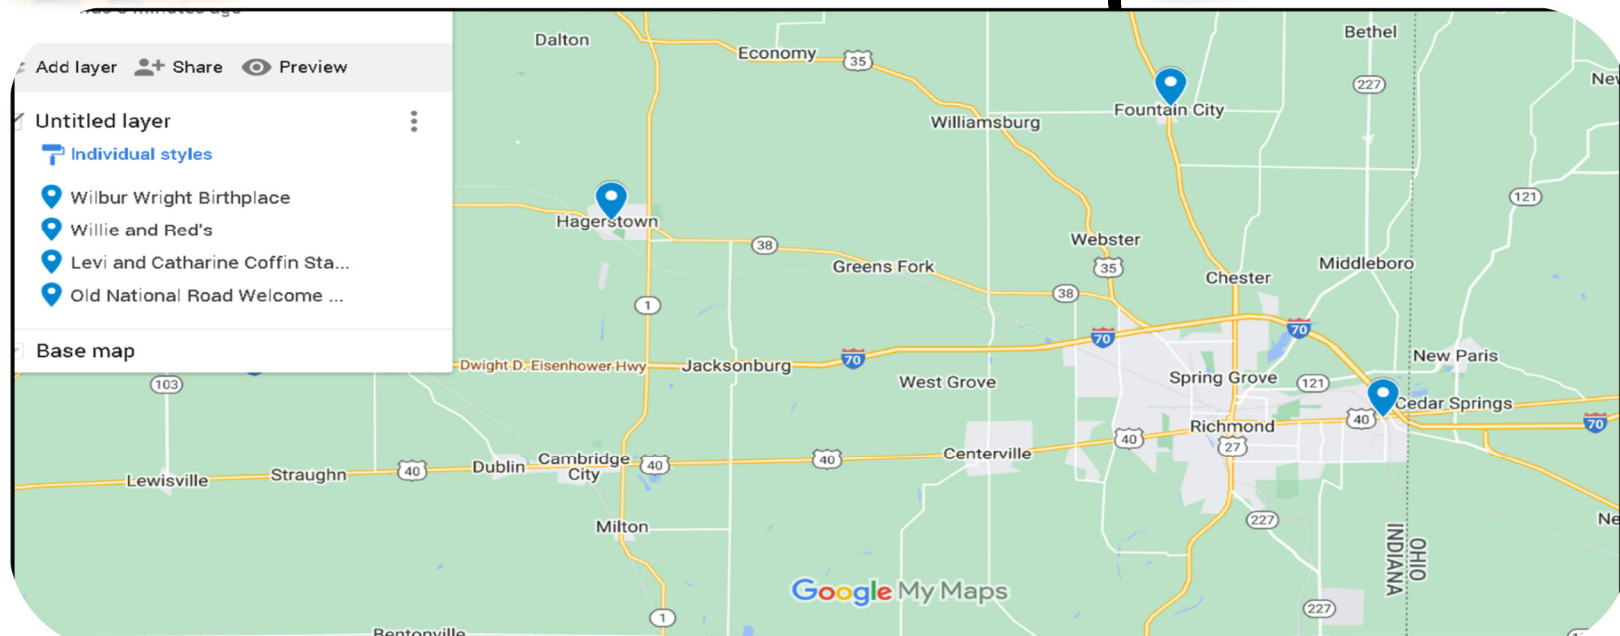 Add layer
Share
Preview
Untitled layer
Individual styles
Wilbur Wright Birthplace
Willie and Red's
Levi and Catharine Coffin Sta...
Old National Road Welcome ...
Base map
Dalton
Economy
35
Bethel
227
Fountain City
Williamsburg
121
Hagerstown
38
Webster
35
Greens Fork
Chester
Middleboro
38
1
70
70
Dwight D. Eisenhower Hwy
Jacksonburg
70
New Paris
West Grove
Spring Grove
121
103
Cedar Springs
40
70
Richmond
27
40
Centerville
40
Cambridge
City
40
Dublin
40
Straughn
Lewisville
Milton
227
OHIO
INDIANA
Google My Maps
227
1
Bentonville